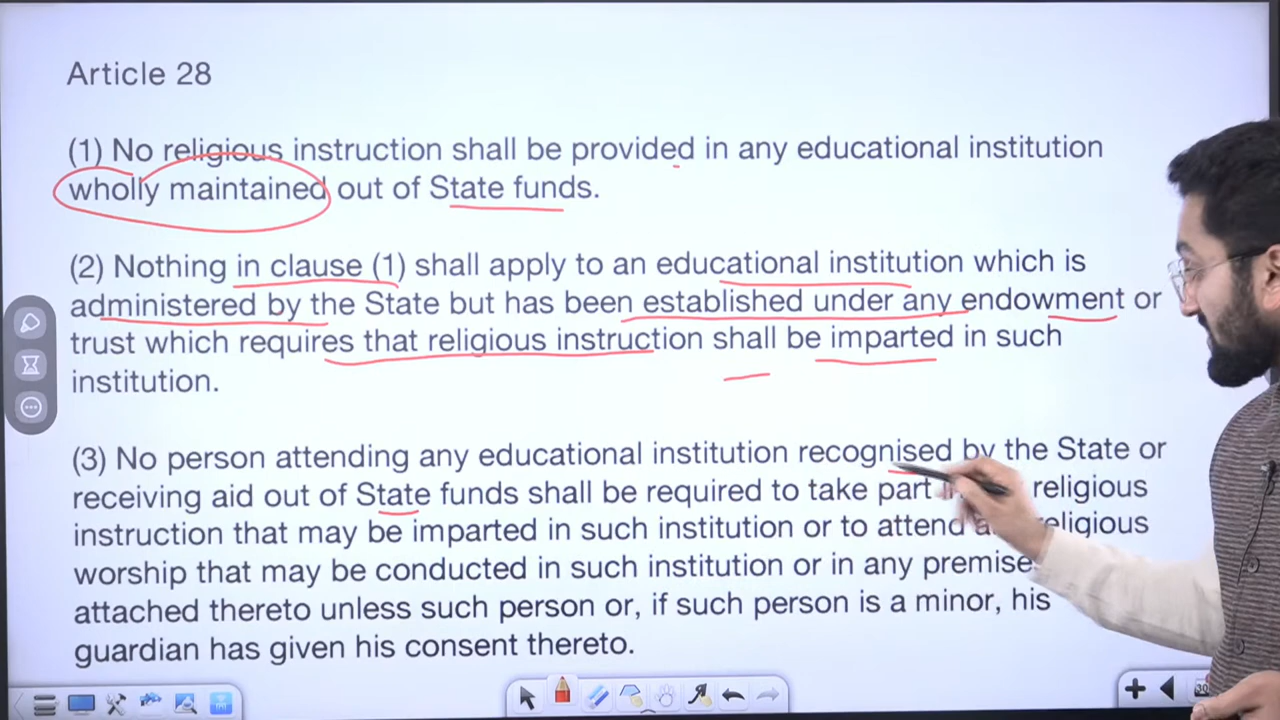 Article 28
(1) No religious instruction shall be provided in any educational institution
wholly maintained out of State funds.
(2) Nothing in clause (1) shall apply to an educational institution which is
administered by the State but has been established under any endowment or
trust which requires that religious instruction shall be imparted in such
institution.
(3) No person attending any educational institution recognised by the State or
receiving aid out of State funds shall be required to take part religious
instruction that may be imparted in such institution or to attend religious
worship that may be conducted in such institution or in any premise
attached thereto unless such person or, if such person is a minor, his
guardian has given his consent thereto.